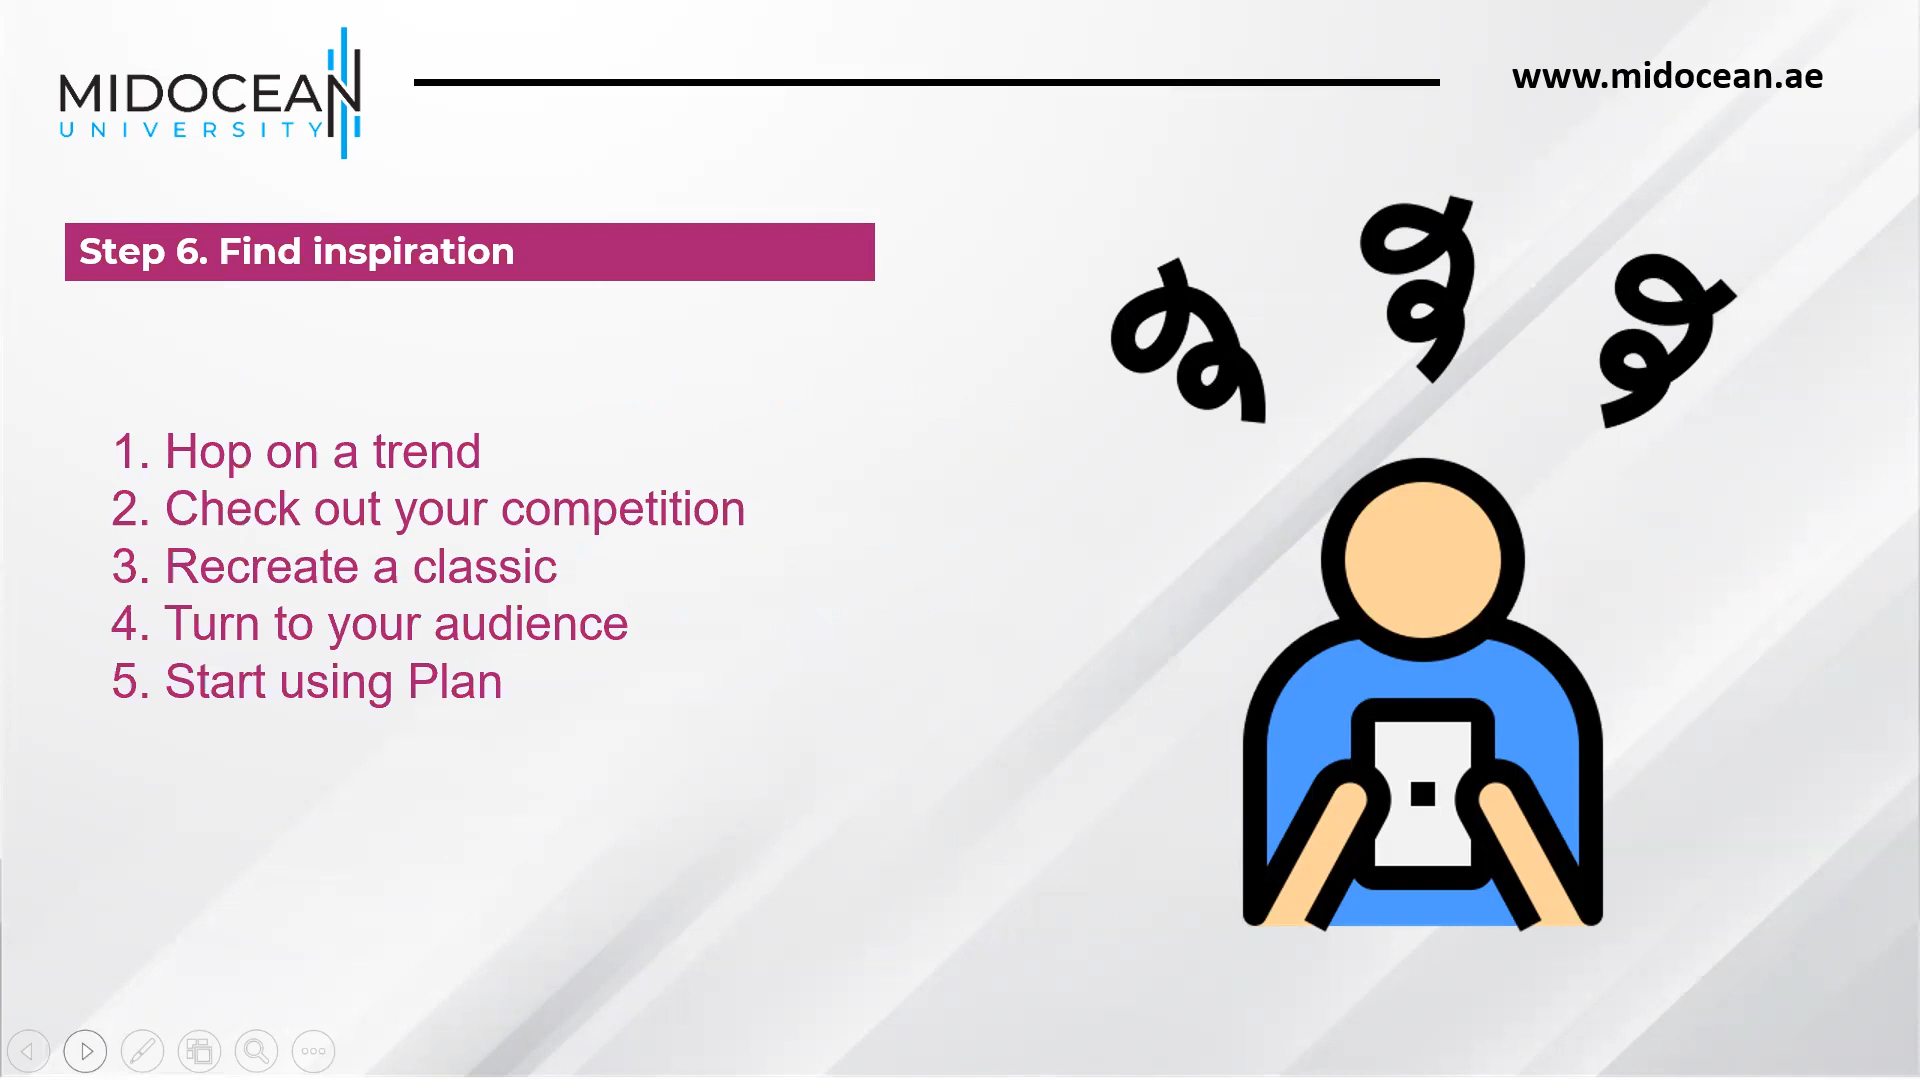 MIDOCEAN
UNIVERSITY
www.midocean.ae
Step 6. Find inspiration
1. Hop on a trend
2. Check out your competition
3. Recreate a classic
4. Turn to your audience
5. Start using Plan